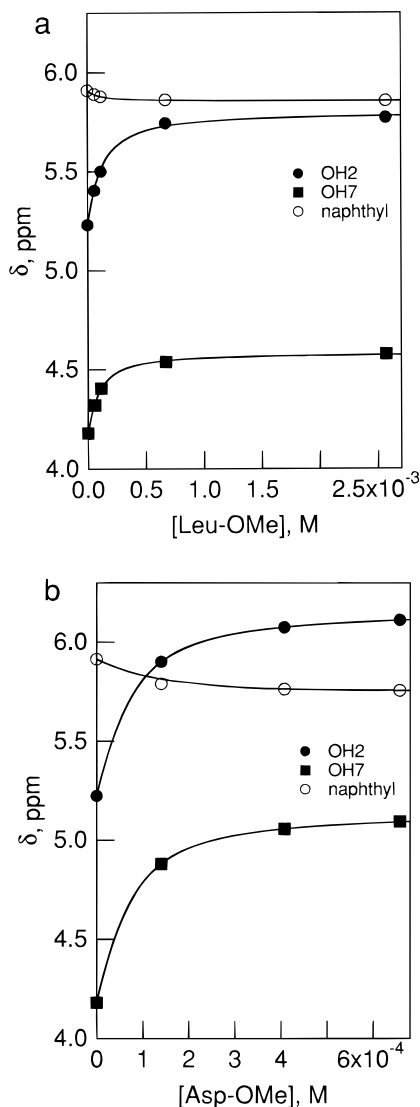 a
6.0
5.5
5.0
4.5
4.0
δ, ppm
OH2
OH7
naphthyl
0.0 0.5 1.0 1.5 2.5x10⁻³
[Leu-OMe], M
b
6.0
5.5
5.0
4.5
4.0
δ, ppm
OH2
OH7
naphthyl
0 1 2 3 4 6x10⁻⁴
[Asp-OMe], M